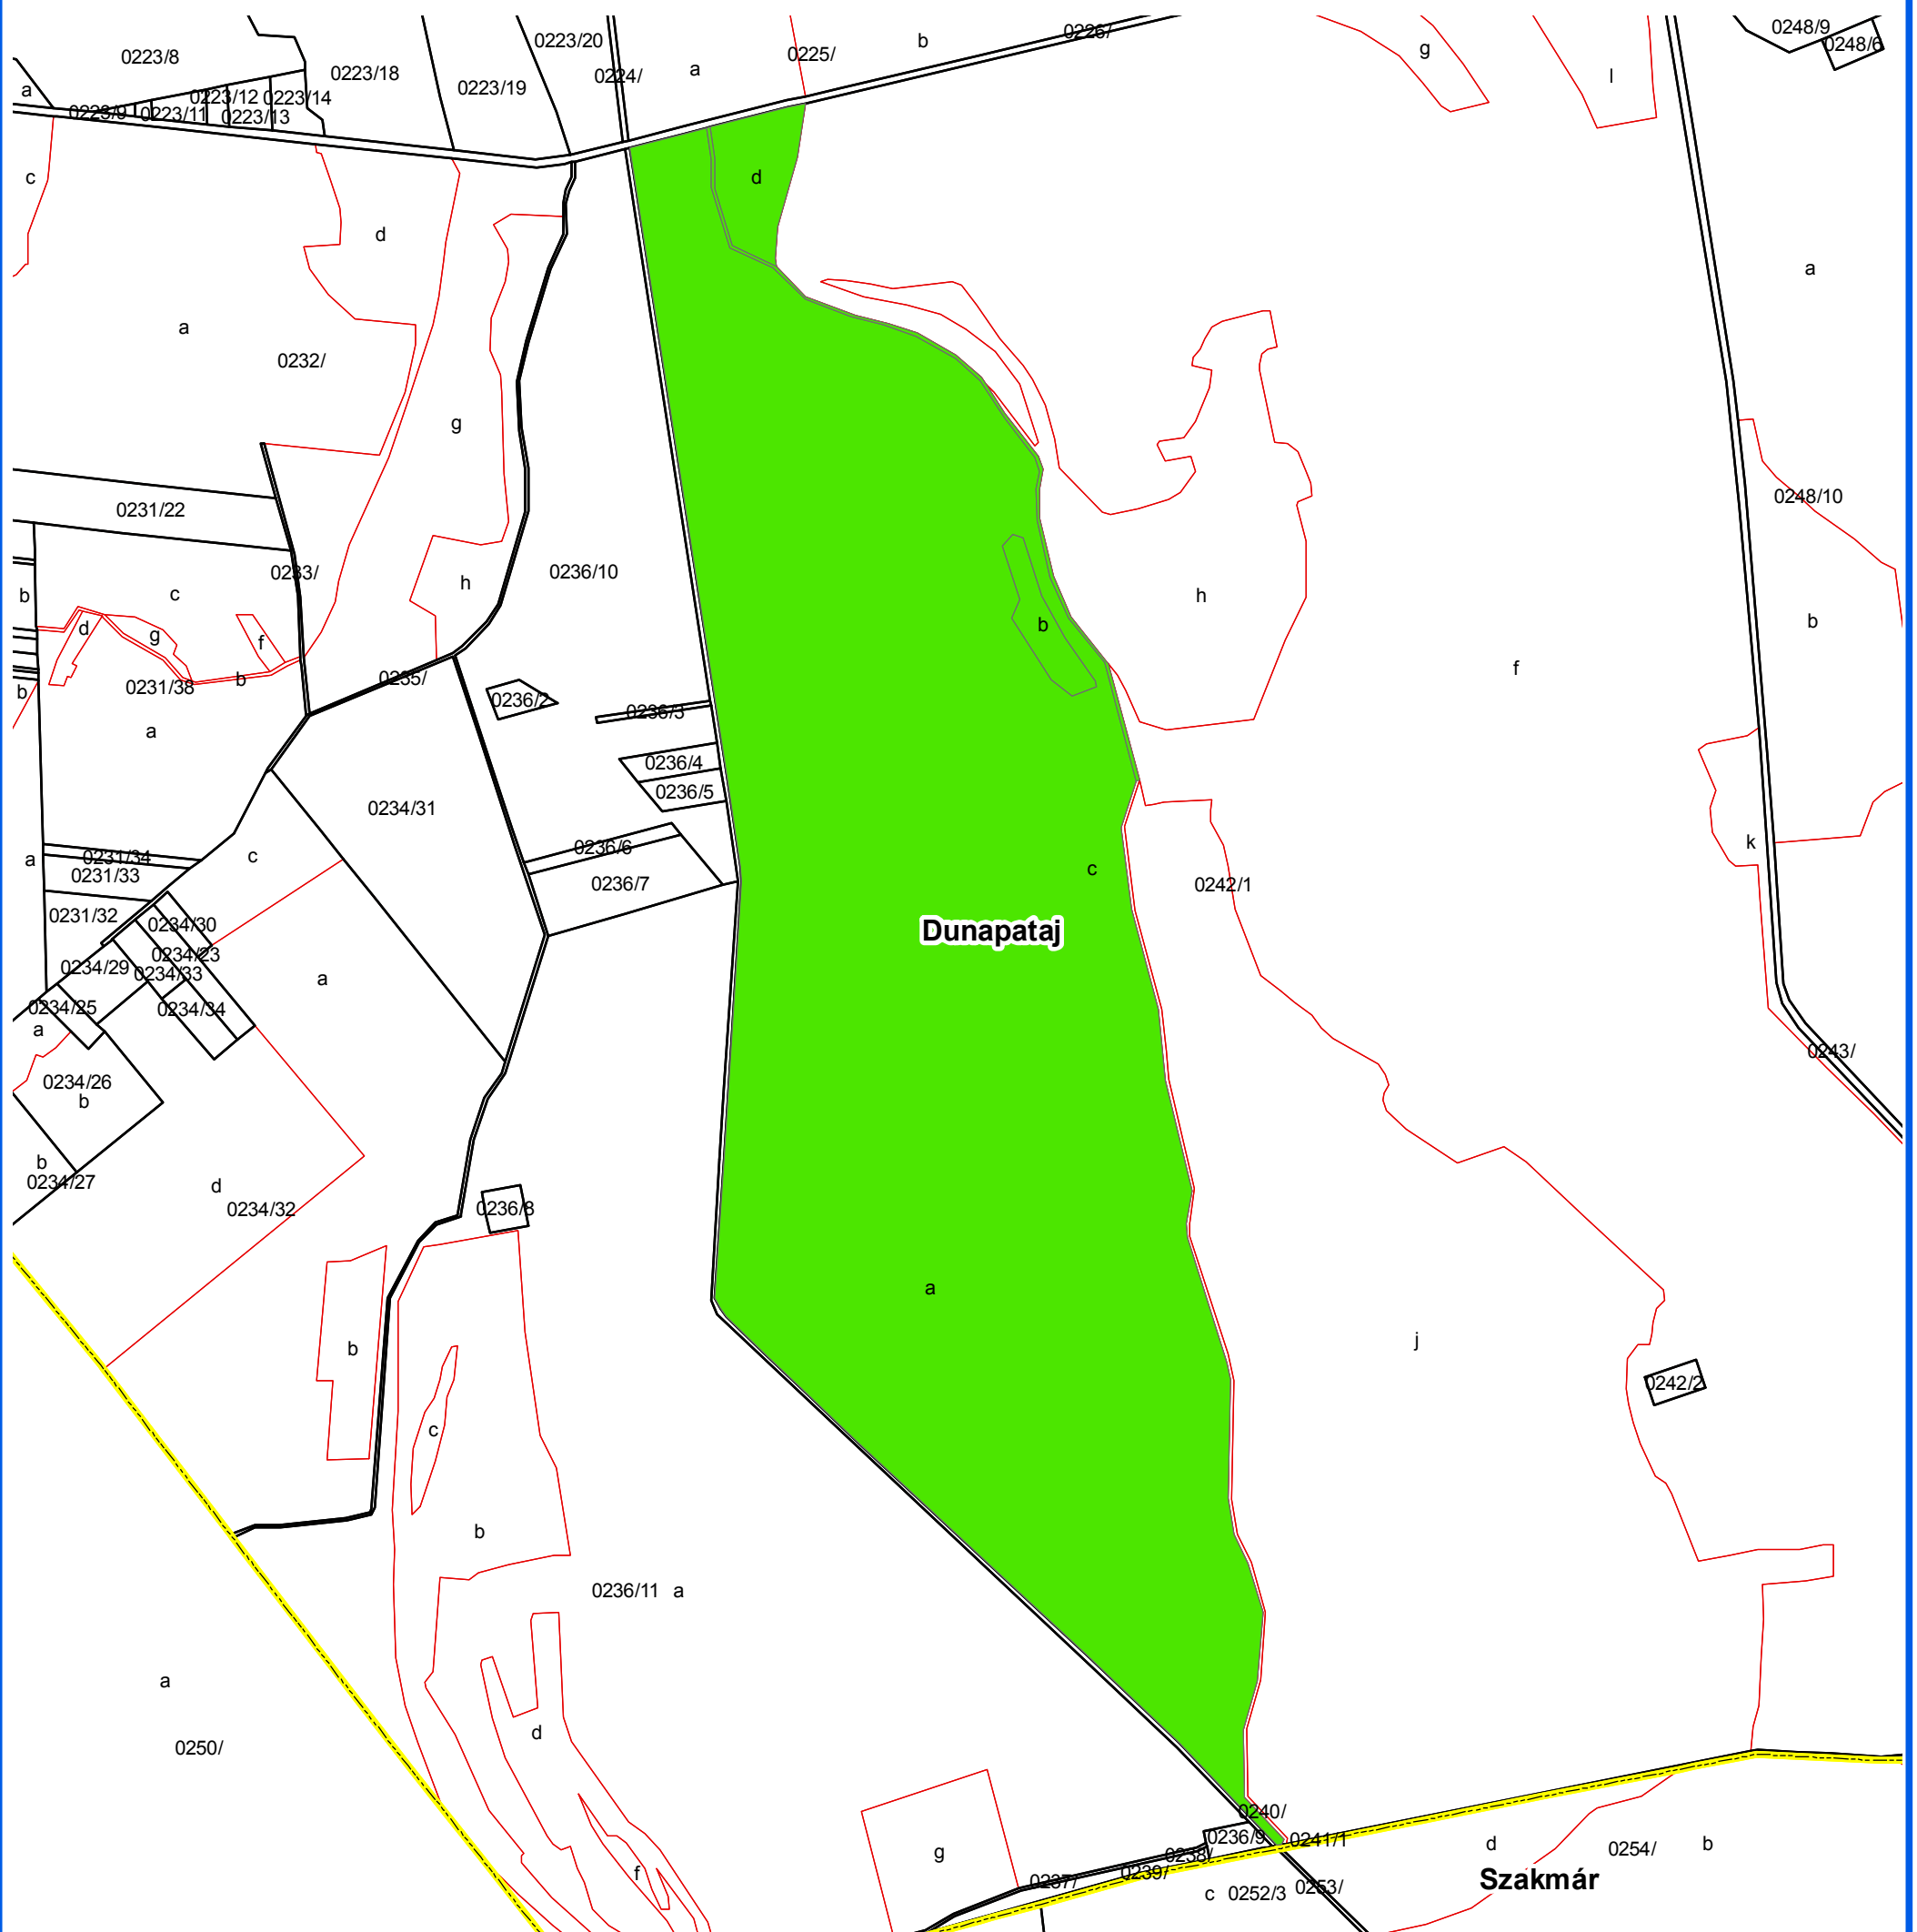 0248/9
0226/
0223/20
b
0248/6
g
0225/
0223/8
a
0223/18
0224/
l
0223/19
a
0223/12
0223/14
0223/9
0223/11
0223/13
c
d
d
a
a
0232/
g
0248/10
0231/22
0236/10
0233/
h
b
c
h
b
b
d
g
f
f
b
0235/
0231/38
b
0236/2
0236/3
a
0236/4
0236/5
0234/31
k
0236/6
c
0231/34
a
c
0231/33
0236/7
0242/1
0231/32
0234/30
Dunapataj
0234/23
0234/29
0234/33
a
0234/25
0234/34
a
0243/
0234/26
b
b
0234/27
d
0234/32
0236/8
a
j
b
0242/2
c
b
0236/11
a
a
d
0250/
0240/
0236/9
0241/1
d
b
0254/
g
0238/
0239/
f
0237/
Szakmár
0253/
c
0252/3